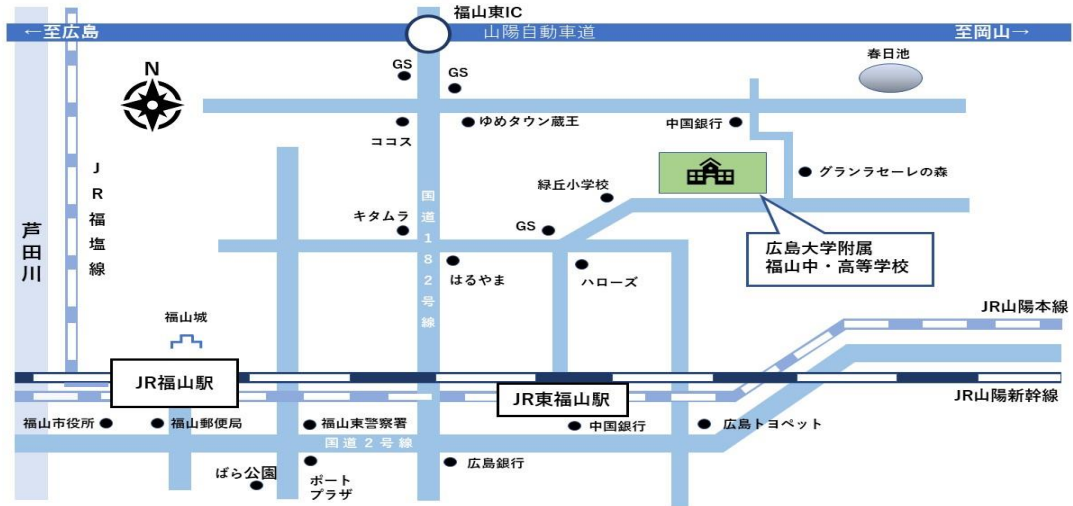 福山東IC
←至広島
山陽自動車道
至岡山→
春日池
N
GS
GS
ココス
ゆめタウン蔵王
中国銀行
グランラセーレの森
JR福塩線
芦田川
国道182号線
緑丘小学校
キタムラ
GS
はるやま
ハローズ
広島大学附属
福山中・高等学校
福山城
JR山陽本線
JR福山駅
JR東福山駅
JR山陽新幹線
福山市役所
福山郵便局
福山東警察署
中国銀行
広島トヨペット
国道2号線
ばら公園
ポート
プラザ
広島銀行